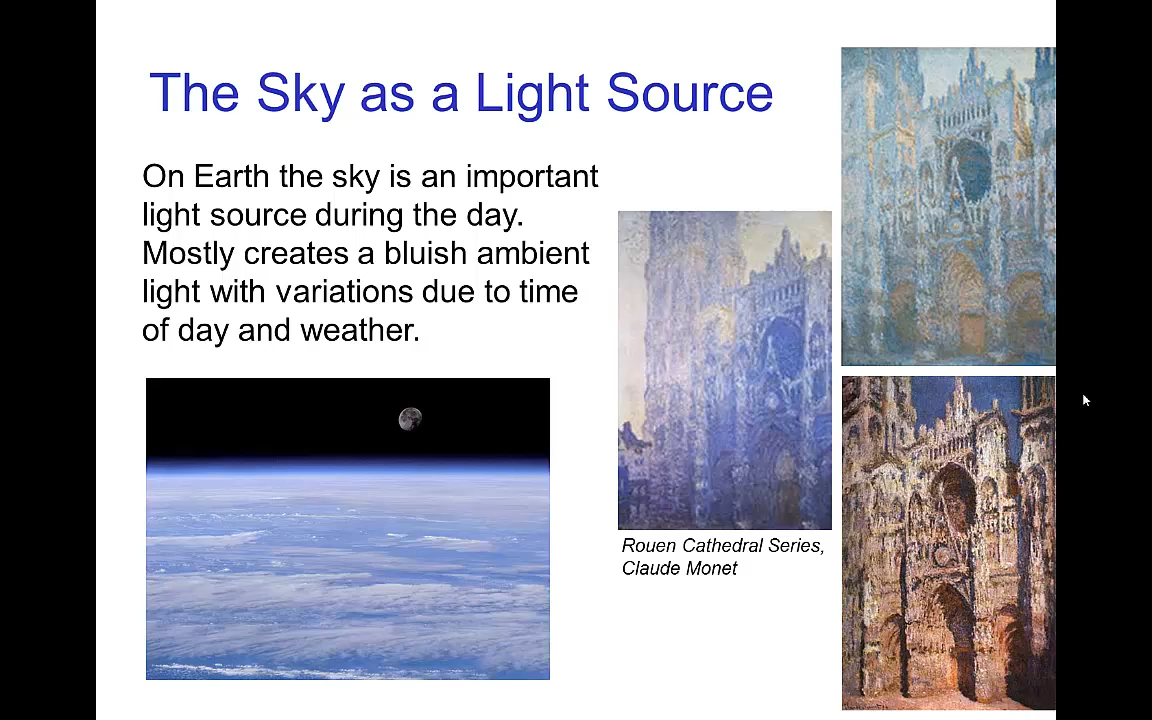 The Sky as a Light Source
On Earth the sky is an important
light source during the day.
Mostly creates a bluish ambient
light with variations due to time
of day and weather.
Rouen Cathedral Series,
Claude Monet